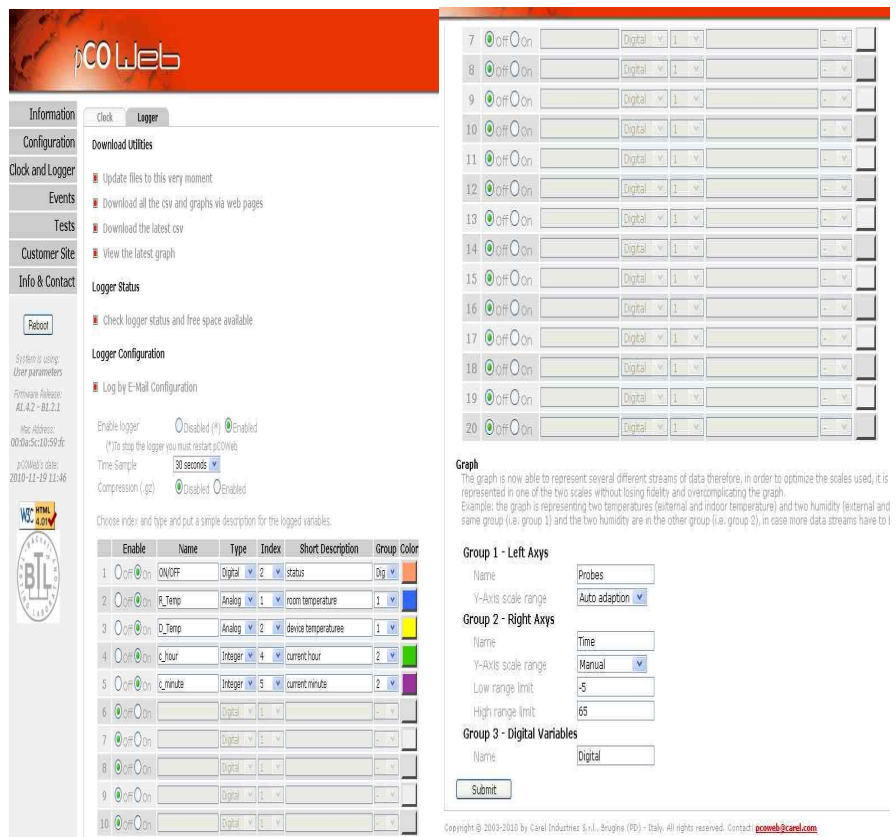 pCO Web
Information
Configuration
Clock and Logger
Events
Tests
Customer Site
Info & Contact
Reboot
System is using:
User parameters
Firmware Release:
A1.4.2 - B1.2.1
Mac Address:
00:0a:5c:10:59:fc
pCOWeb's date:
2010-11-19 11:46
W3C HTML 4.01
BTL
Clock Logger
Download Utilities
Update files to this very moment
Download all the csv and graphs via web pages
Download the latest csv
View the latest graph
Logger Status
Check logger status and free space available
Logger Configuration
Log by E-Mail Configuration
Enable logger Disabled (*) Enabled
(*)To stop the logger you must restart pCOWeb
Time Sample 30 seconds
Compression (.gz) Disabled Enabled
Choose index and type and put a simple description for the logged variables.
Enable Name Type Index Short Description Group Color
1 Off On ON/OFF Digital 2 status Dig
2 Off On R_Temp Analog 1 room temperature 1
3 Off On D_Temp Analog 2 device temperaturee 1
4 Off On c_hour Integer 4 current hour 2
5 Off On c_minute Integer 5 current minute 2
6 Off On Digital 1 -
7 Off On Digital 1 -
8 Off On Digital 1 -
9 Off On Digital 1 -
10 Off On Digital 1 -
7 Off On Digital 1 -
8 Off On Digital 1 -
9 Off On Digital 1 -
10 Off On Digital 1 -
11 Off On Digital 1 -
12 Off On Digital 1 -
13 Off On Digital 1 -
14 Off On Digital 1 -
15 Off On Digital 1 -
16 Off On Digital 1 -
17 Off On Digital 1 -
18 Off On Digital 1 -
19 Off On Digital 1 -
20 Off On Digital 1 -
Graph
The graph is now able to represent several different streams of data therefore, in order to optimize the scales used, it is
represented in one of the two scales without losing fidelity and overcomplicating the graph.
Example: the graph is representing two temperatures (external and indoor temperature) and two humidity (external and
same group (i.e. group 1) and the two humidity are in the other group (i.e. group 2), in case more data streams have to
Group 1 - Left Axys
Name Probes
Y-Axis scale range Auto adaption
Group 2 - Right Axys
Name Time
Y-Axis scale range Manual
Low range limit -5
High range limit 65
Group 3 - Digital Variables
Name Digital
Submit
Copyright © 2003-2010 by Carel Industries S.r.l., Brugine (PD) - Italy. All rights reserved. Contact: pcoweb@carel.com